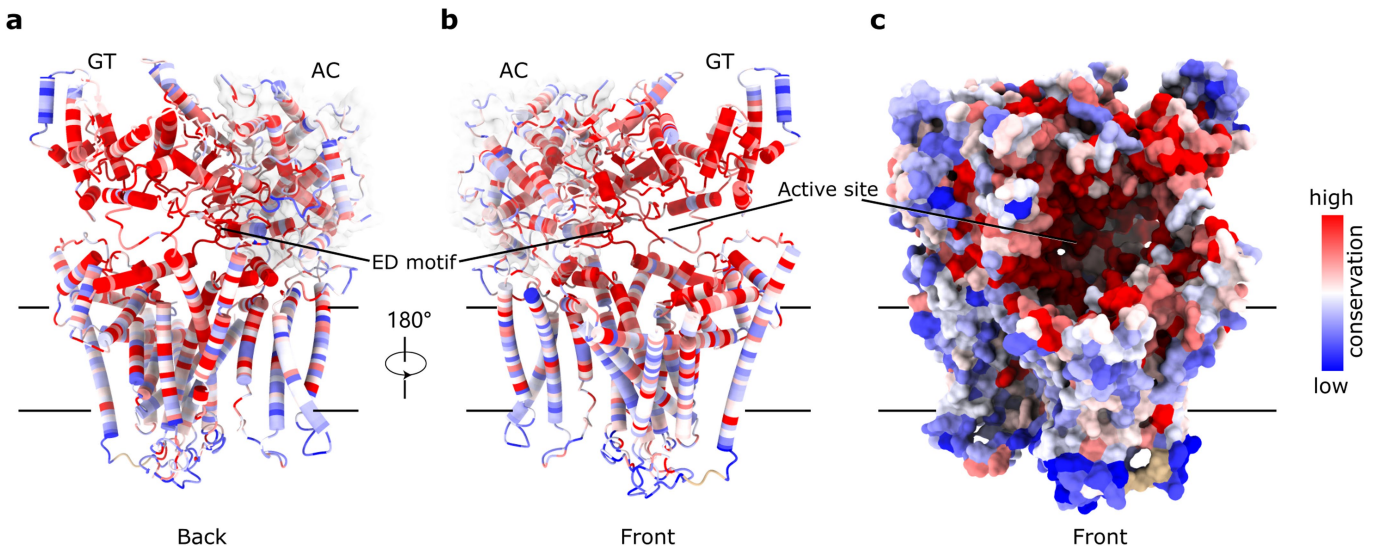 a
GT
AC
Back
ED motif
180°
b
AC
GT
Active site
Front
c
Front
high
conservation
low